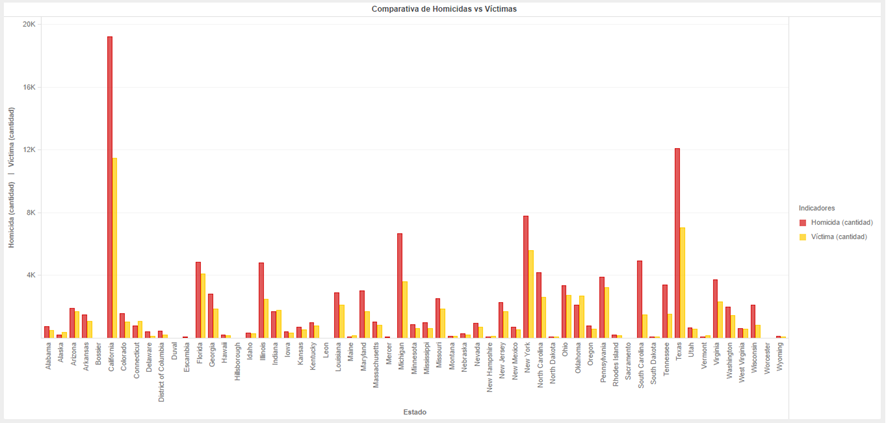 Comparativa de Homicidas vs Víctimas
Homicida (cantidad) | Víctima (cantidad)
20K
16K
12K
8K
4K
Alabama
Alaska
Arizona
Arkansas
Bossier
California
Colorado
Connecticut
Delaware
District of Columbia
Duval
Escambia
Florida
Georgia
Hawaii
Hillsborough
Idaho
Illinois
Indiana
Iowa
Kansas
Kentucky
Leon
Louisiana
Maine
Maryland
Massachusetts
Mercer
Michigan
Minnesota
Mississippi
Missouri
Montana
Nebraska
Nevada
New Hampshire
New Jersey
New Mexico
New York
North Carolina
North Dakota
Ohio
Oklahoma
Oregon
Pennsylvania
Rhodes Island
Sacramento
South Carolina
South Dakota
Tennessee
Texas
Utah
Vermont
Virginia
Washington
West Virginia
Wisconsin
Worcester
Wyoming
Estado
Indicadores
Homicida (cantidad)
Víctima (cantidad)